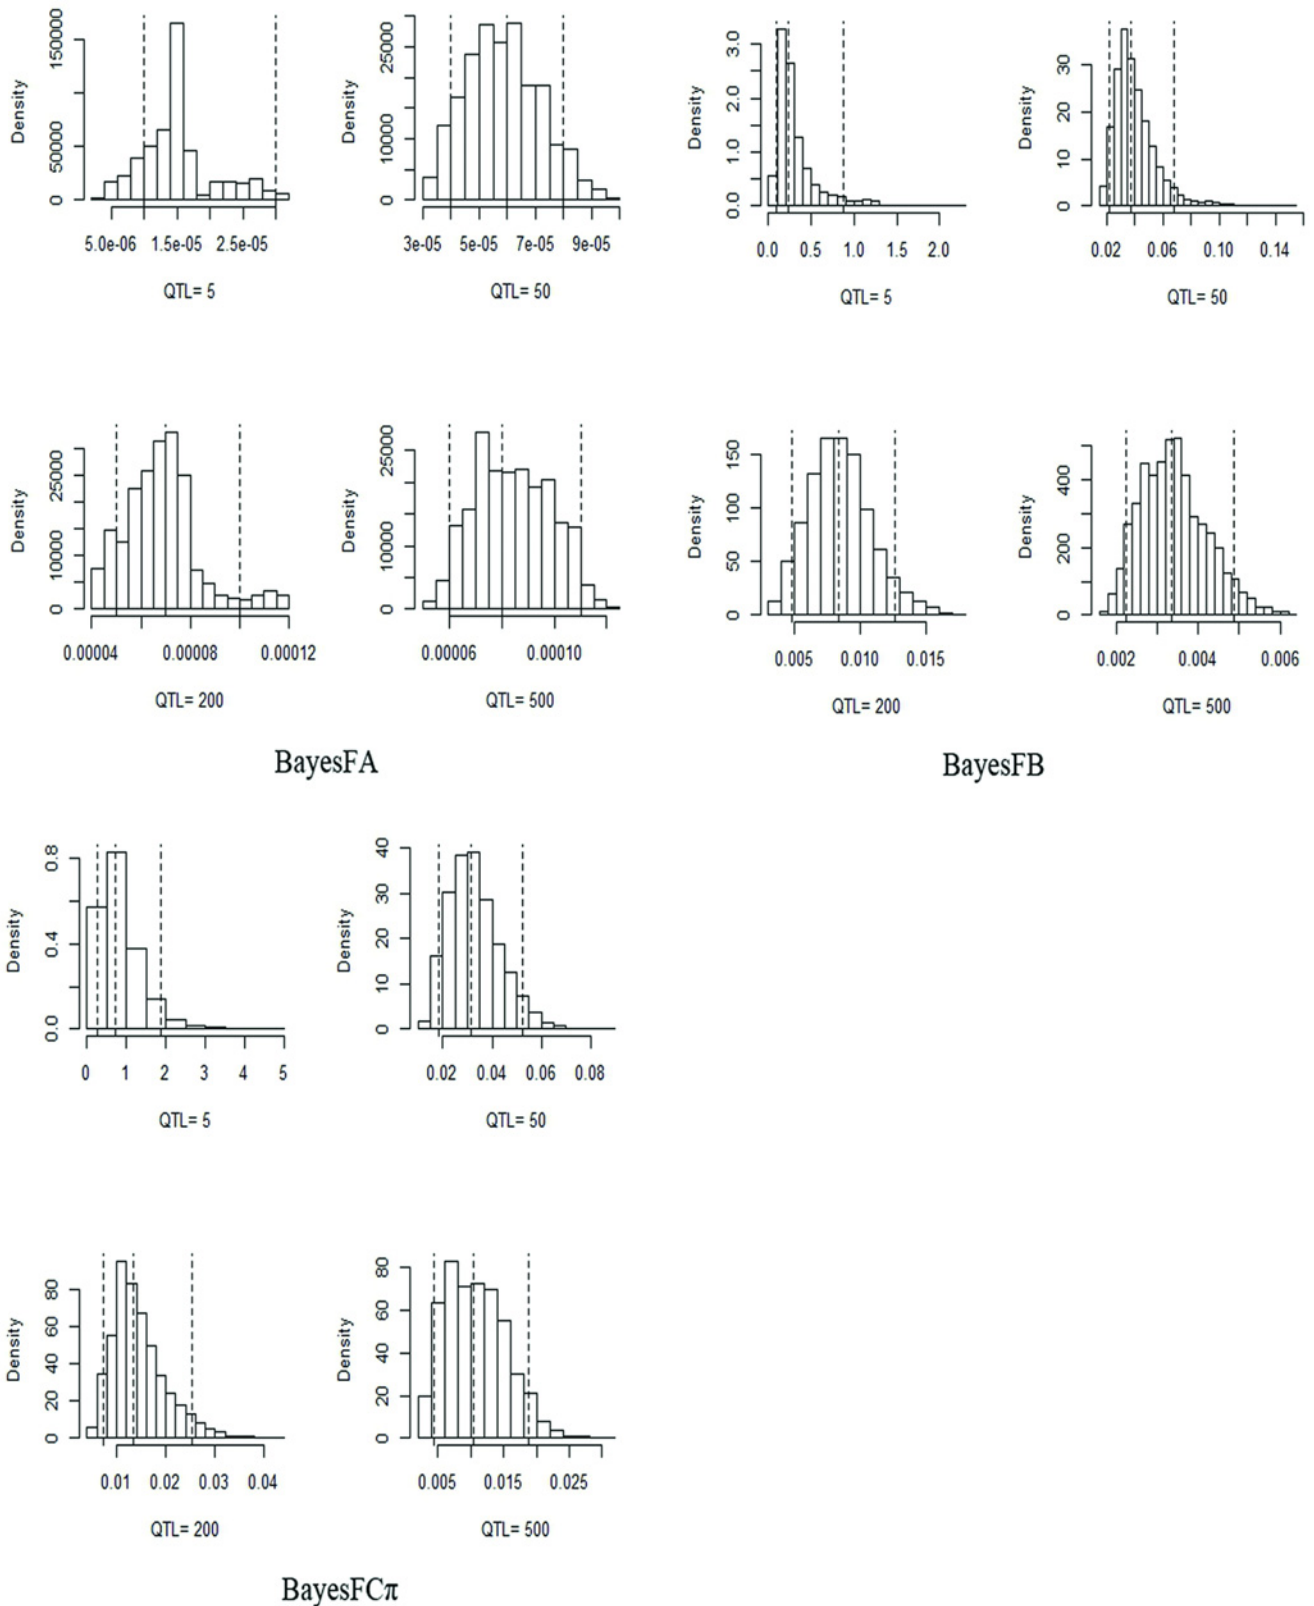 Density
150000
50000
0
5.0e-06 1.5e-05 2.5e-05
QTL= 5
Density
25000
10000
0
3e-05 5e-05 7e-05 9e-05
QTL= 50
Density
25000
10000
0
0.00004 0.00008 0.00012
QTL= 200
Density
25000
10000
0
0.00006 0.00010
QTL= 500
BayesFA
Density
3.0
2.0
1.0
0.0
0.0 0.5 1.0 1.5 2.0
QTL= 5
Density
30
20
10
0
0.02 0.06 0.10 0.14
QTL= 50
Density
150
100
50
0
0.005 0.010 0.015
QTL= 200
Density
400
200
0
0.002 0.004 0.006
QTL= 500
BayesFB
Density
0.8
0.4
0.0
0 1 2 3 4 5
QTL= 5
Density
40
30
20
10
0
0.02 0.04 0.06 0.08
QTL= 50
Density
80
60
40
20
0
0.01 0.02 0.03 0.04
QTL= 200
Density
80
60
40
20
0
0.005 0.015 0.025
QTL= 500
BayesFCπ